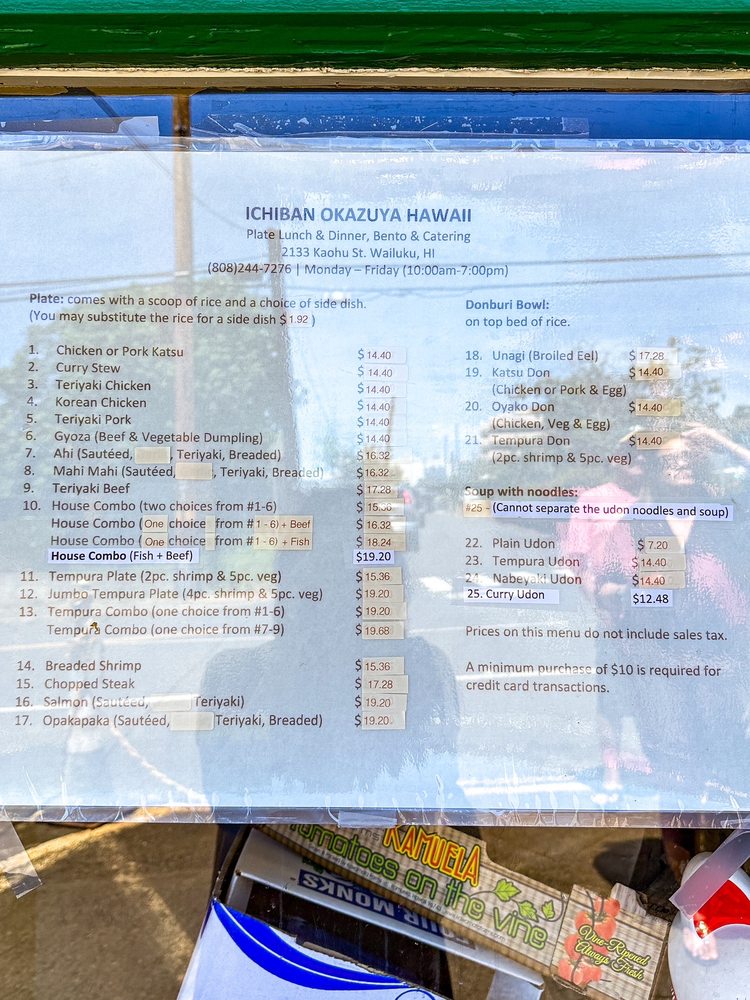 ICHIBAN OKAZUYA HAWAII
Plate Lunch & Dinner, Bento & Catering
2133 Kaohu St. Wailuku, HI
(808)244-7276 | Monday – Friday (10:00am-7:00pm)
Plate: comes with a scoop of rice and a choice of side dish.
(You may substitute the rice for a side dish $1.92)
1. Chicken or Pork Katsu $14.40
2. Curry Stew $14.40
3. Teriyaki Chicken $14.40
4. Korean Chicken $14.40
5. Teriyaki Pork $14.40
6. Gyoza (Beef & Vegetable Dumpling) $14.40
7. Ahi (Sautéed, Teriyaki, Breaded) $16.32
8. Mahi Mahi (Sautéed, , Teriyaki, Breaded) $16.32
9. Teriyaki Beef $17.28
10. House Combo (two choices from #1-6) $15.36
House Combo (One choice from #1-6) + Beef $16.32
House Combo (One choice from #1-6) + Fish $18.24
House Combo (Fish + Beef) $19.20
11. Tempura Plate (2pc. shrimp & 5pc. veg) $15.36
12. Jumbo Tempura Plate (4pc. shrimp & 5pc. veg) $19.20
13. Tempura Combo (one choice from #1-6) $19.20
Tempura Combo (one choice from #7-9) $19.68
14. Breaded Shrimp $15.36
15. Chopped Steak $17.28
16. Salmon (Sautéed, Teriyaki) $19.20
17. Opakapaka (Sautéed, Teriyaki, Breaded) $19.20
Donburi Bowl:
on top bed of rice.
18. Unagi (Broiled Eel) $17.28
19. Katsu Don $14.40
(Chicken or Pork & Egg)
20. Oyako Don $14.40
(Chicken, Veg & Egg)
21. Tempura Don $14.40
(2pc. shrimp & 5pc. veg)
Soup with noodles:
#25 - (Cannot separate the udon noodles and soup)
22. Plain Udon $7.20
23. Tempura Udon $14.40
24. Nabeyaki Udon $14.40
25. Curry Udon $12.48
Prices on this menu do not include sales tax.
A minimum purchase of $10 is required for
credit card transactions.
KAMUELA
Tomatoes on the vine
FOUR MONKS
Vine-Ripened
Always Fresh